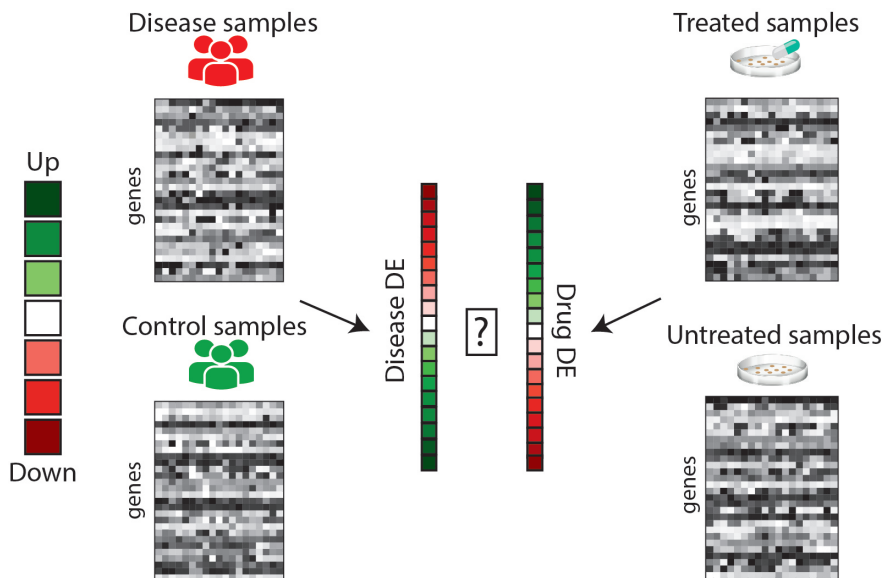 Disease samples
Treated samples
Up
genes
genes
Disease DE
?
Drug DE
Control samples
Untreated samples
Down
genes
genes